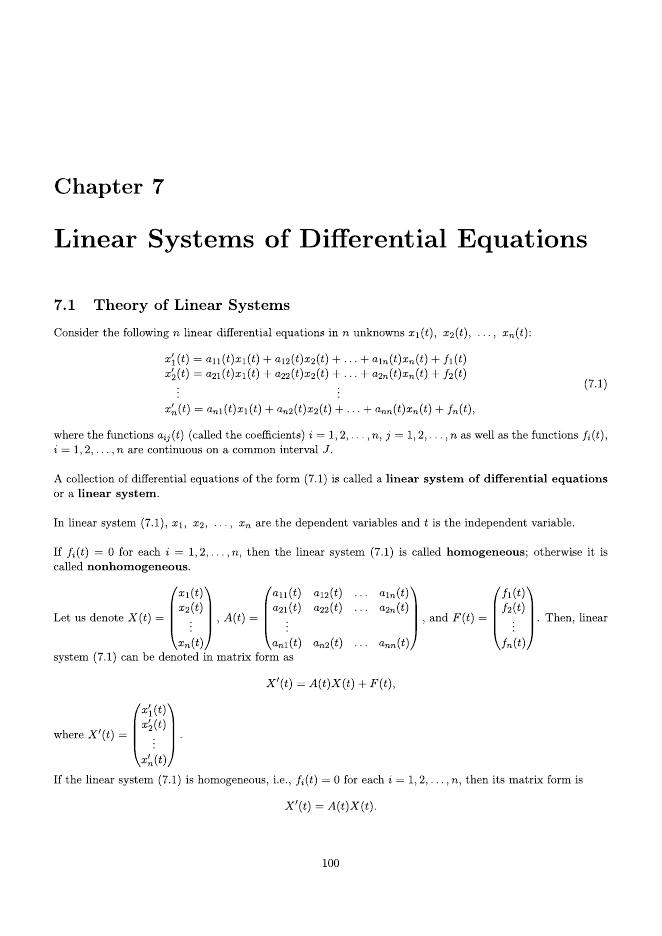 Chapter 7
Linear Systems of Differential Equations
7.1 Theory of Linear Systems
Consider the following n linear differential equations in n unknowns x₁(t), x₂(t), ..., xₙ(t):
x′₁(t) = a₁₁(t)x₁(t) + a₁₂(t)x₂(t) + ... + a₁ₙ(t)xₙ(t) + f₁(t)
x′₂(t) = a₂₁(t)x₁(t) + a₂₂(t)x₂(t) + ... + a₂ₙ(t)xₙ(t) + f₂(t)
⋮ ⋮
(7.1)
x′ₙ(t) = aₙ₁(t)x₁(t) + aₙ₂(t)x₂(t) + ... + aₙₙ(t)xₙ(t) + fₙ(t),
where the functions aᵢⱼ(t) (called the coefficients) i = 1, 2, ..., n, j = 1, 2, ..., n as well as the functions fᵢ(t),
i = 1, 2, ..., n are continuous on a common interval J.
A collection of differential equations of the form (7.1) is called a linear system of differential equations
or a linear system.
In linear system (7.1), x₁, x₂, ..., xₙ are the dependent variables and t is the independent variable.
If fᵢ(t) = 0 for each i = 1, 2, ..., n, then the linear system (7.1) is called homogeneous; otherwise it is
called nonhomogeneous.
x₁(t) a₁₁(t) a₁₂(t) ... a₁ₙ(t) f₁(t)
x₂(t) a₂₁(t) a₂₂(t) ... a₂ₙ(t) f₂(t)
Let us denote X(t) = ⋮ , A(t) = ⋮ , and F(t) = ⋮ . Then, linear
xₙ(t) aₙ₁(t) aₙ₂(t) ... aₙₙ(t) fₙ(t)
system (7.1) can be denoted in matrix form as
X′(t) = A(t)X(t) + F(t),
x′₁(t)
x′₂(t)
where X′(t) = ⋮ .
x′ₙ(t)
If the linear system (7.1) is homogeneous, i.e., fᵢ(t) = 0 for each i = 1, 2, ..., n, then its matrix form is
X′(t) = A(t)X(t).
100